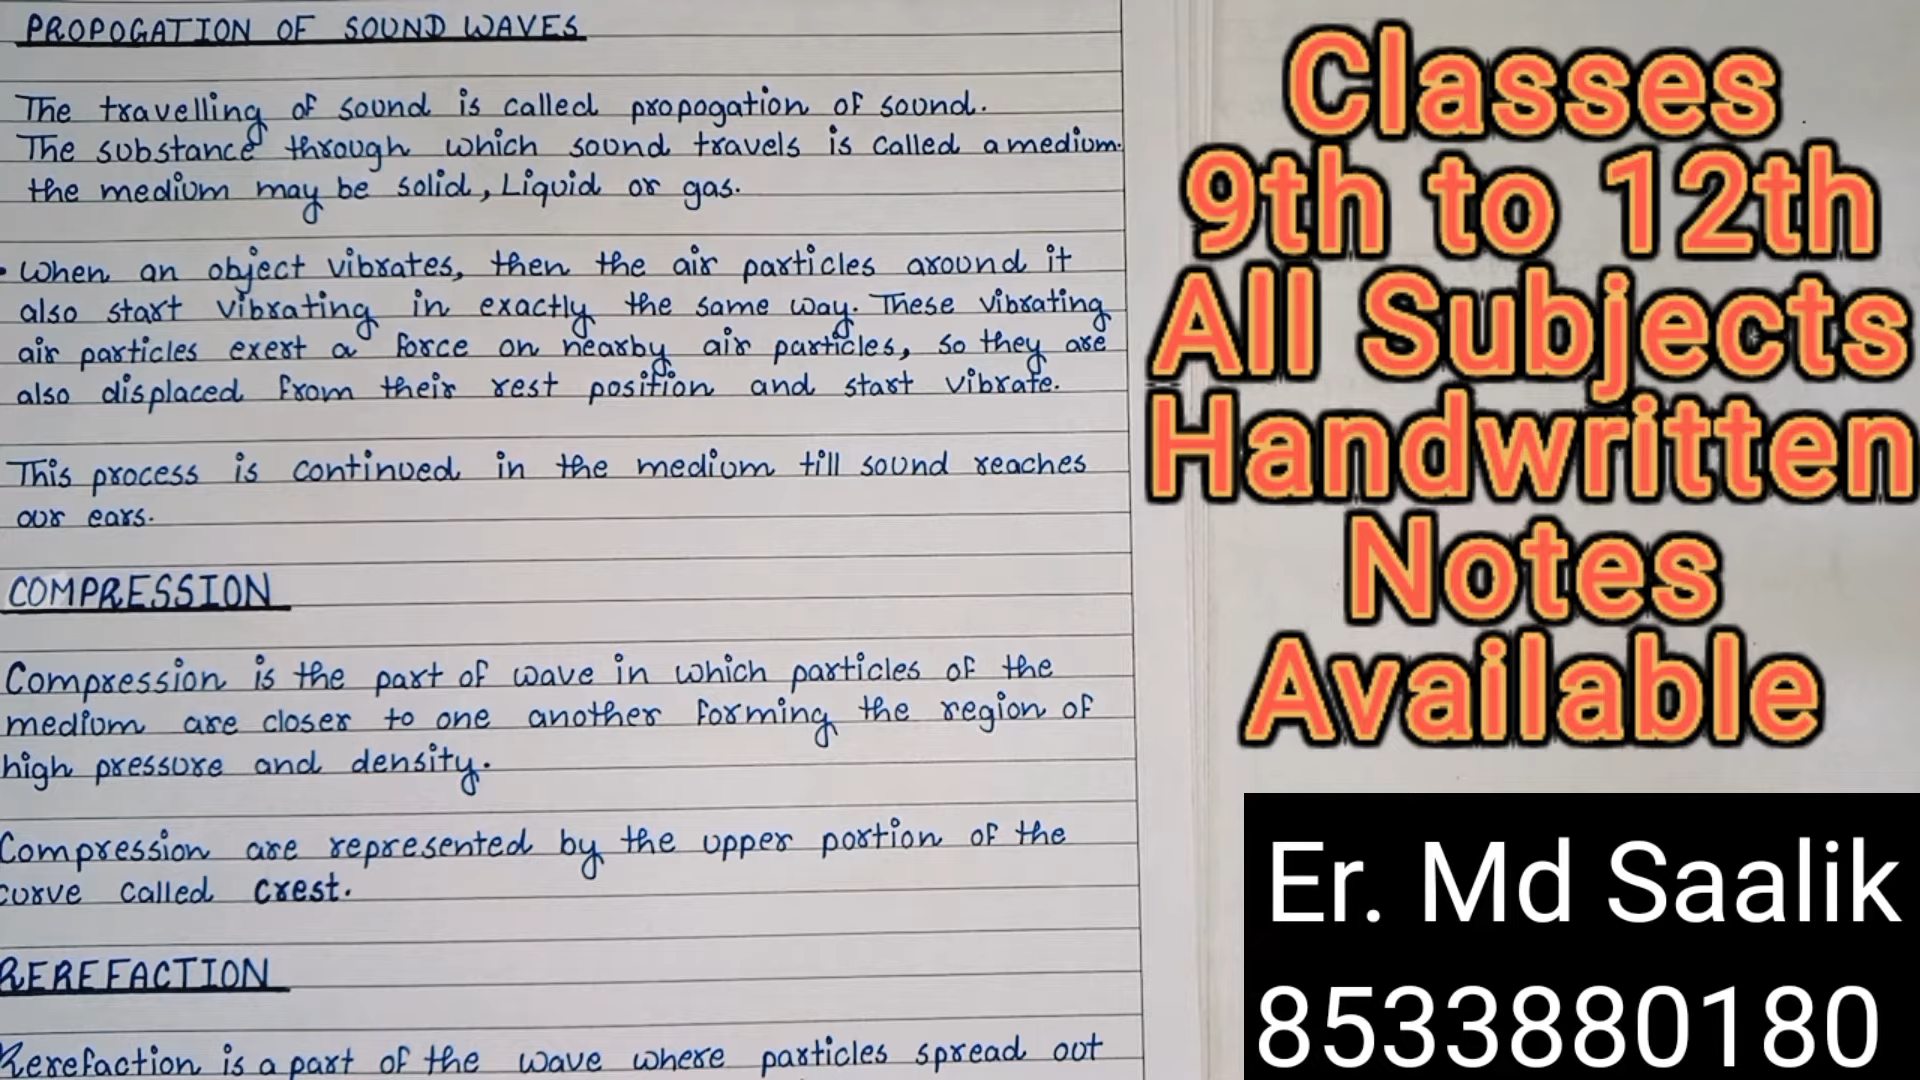 PROPOGATION OF SOUND WAVES
The travelling of sound is called propogation of sound.
The substance through which sound travels is called a medium.
the medium may be solid, Liquid or gas.
• When an object vibrates, then the air particles around it
also start vibrating in exactly the same way. These vibrating
air particles exert a force on nearby air particles, so they are
also displaced from their rest position and start vibrate.
This process is continued in the medium till sound reaches
our ears.
COMPRESSION
Compression is the part of wave in which particles of the
medium are closer to one another forming the region of
high pressure and density.
Compression are represented by the upper portion of the
curve called crest.
REREFACTION
Rerefaction is a part of the wave where particles spread out
Classes
9th to 12th
All Subjects
Handwritten
Notes
Available
Er. Md Saalik
8533880180